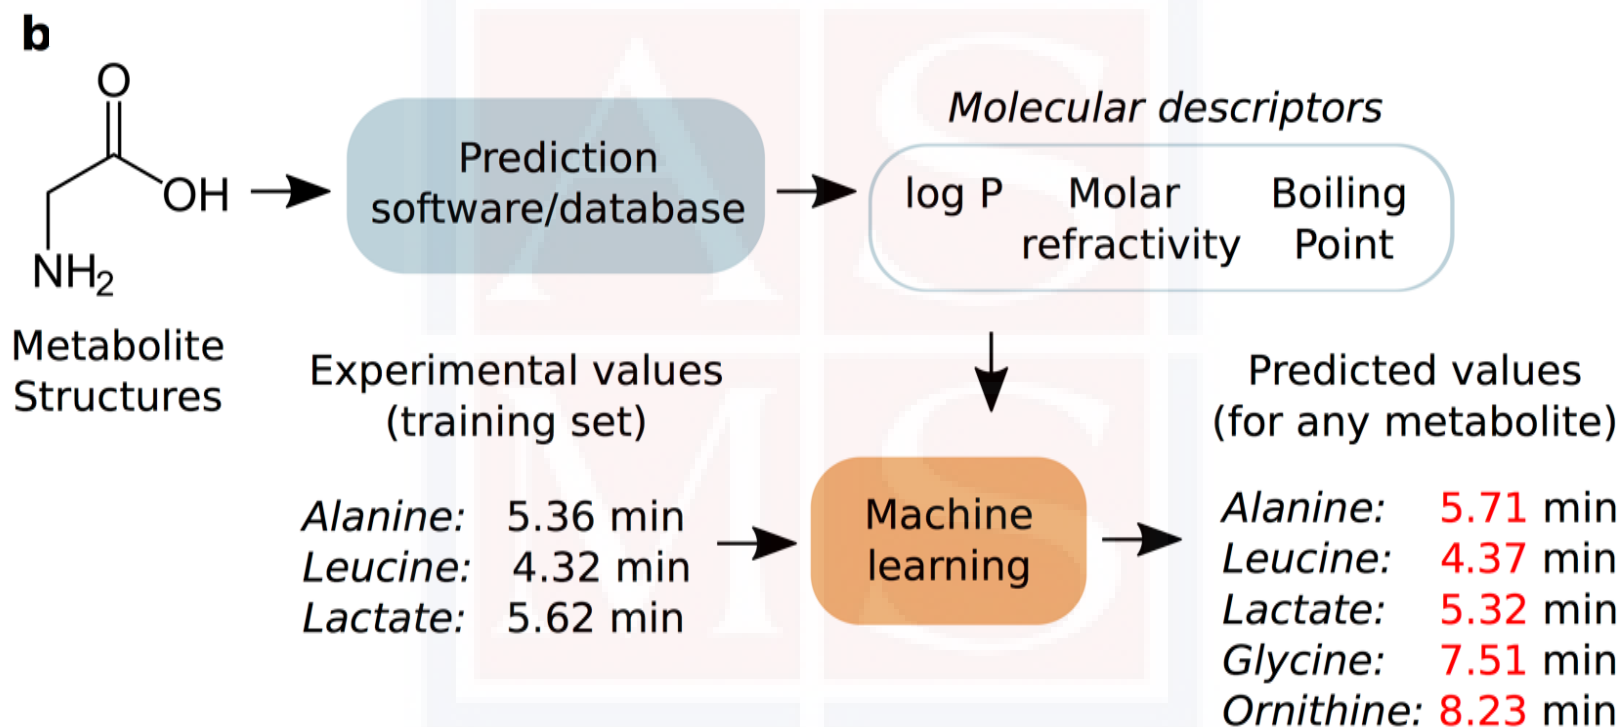 b
O
OH
NH2
Metabolite
Structures
Prediction
software/database
Molecular descriptors
log P
Molar
refractivity
Boiling
Point
Experimental values
(training set)
Alanine: 5.36 min
Leucine: 4.32 min
Lactate: 5.62 min
Machine
learning
Predicted values
(for any metabolite)
Alanine: 5.71 min
Leucine: 4.37 min
Lactate: 5.32 min
Glycine: 7.51 min
Ornithine: 8.23 min
A
S
M
S